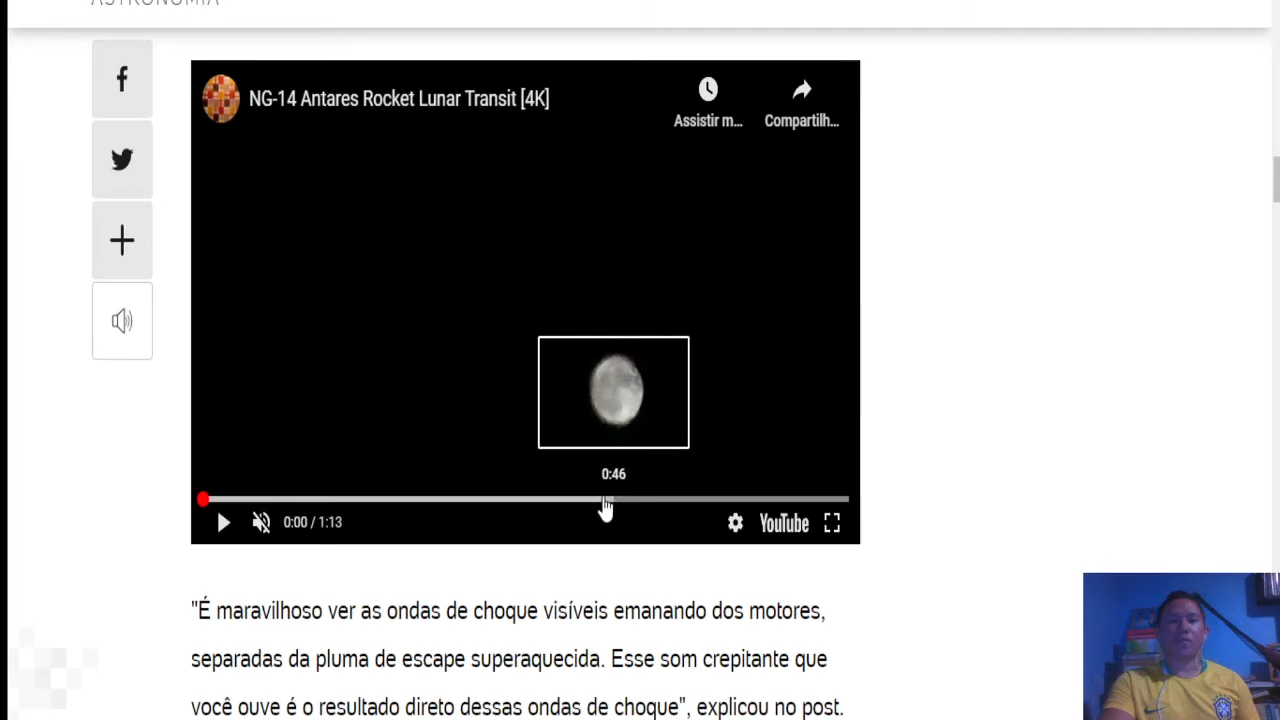 ASTRONOMIA
NG-14 Antares Rocket Lunar Transit [4K]
Assistir m...
Compartilh...
0:46
0:00 / 1:13
YouTube
"É maravilhoso ver as ondas de choque visíveis emanando dos motores,
separadas da pluma de escape superaquecida. Esse som crepitante que
você ouve é o resultado direto dessas ondas de choque", explicou no post.